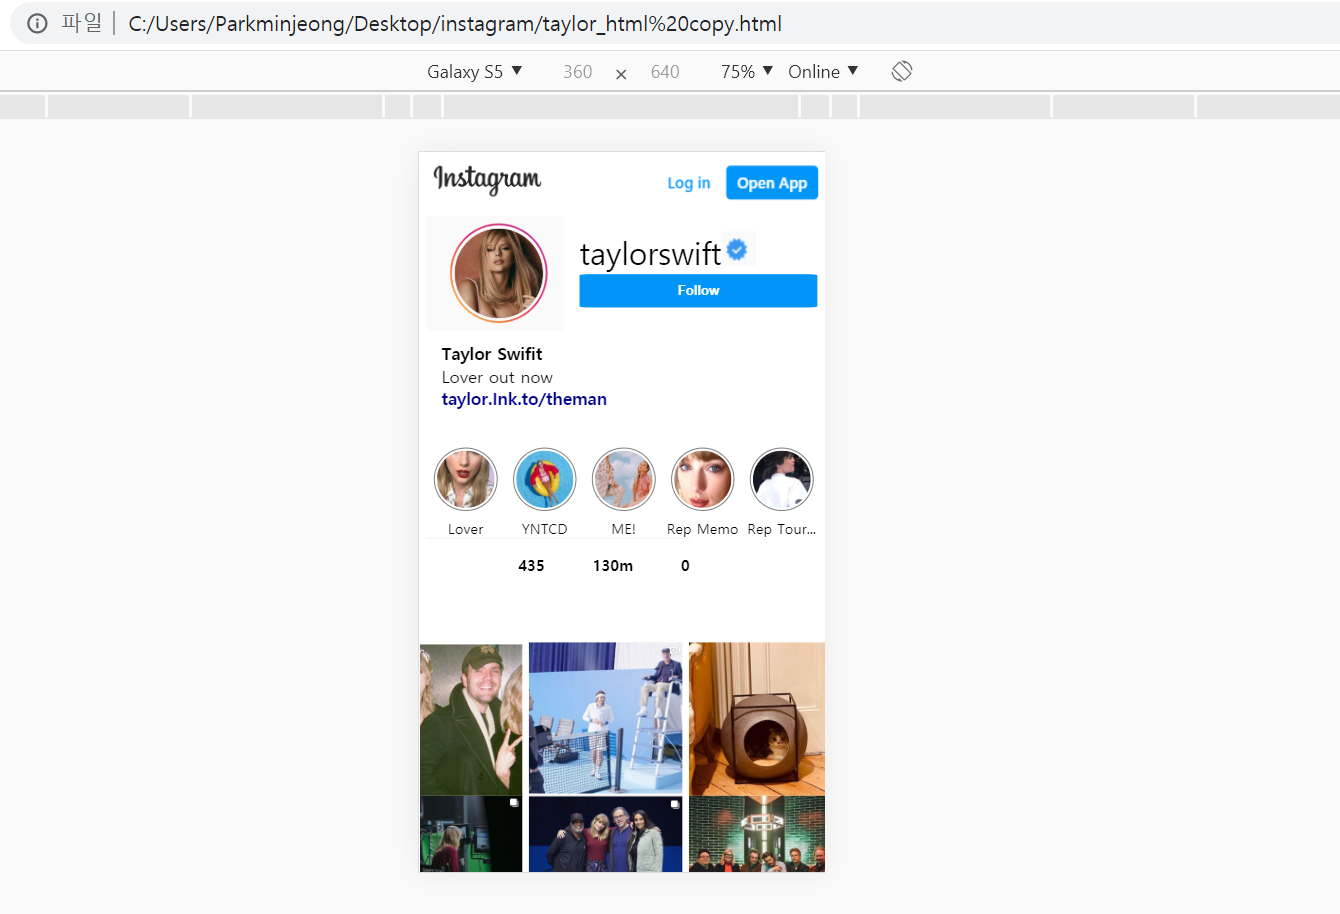 파일 C:/Users/Parkminjeong/Desktop/instagram/taylor_html%20copy.html
Galaxy S5 ▼ 360 × 640 75% ▼ Online ▼
Instagram Log in Open App
taylorswift
Follow
Taylor Swifit
Lover out now
taylor.lnk.to/theman
Lover YNTCD ME! Rep Memo Rep Tour...
435 130m 0